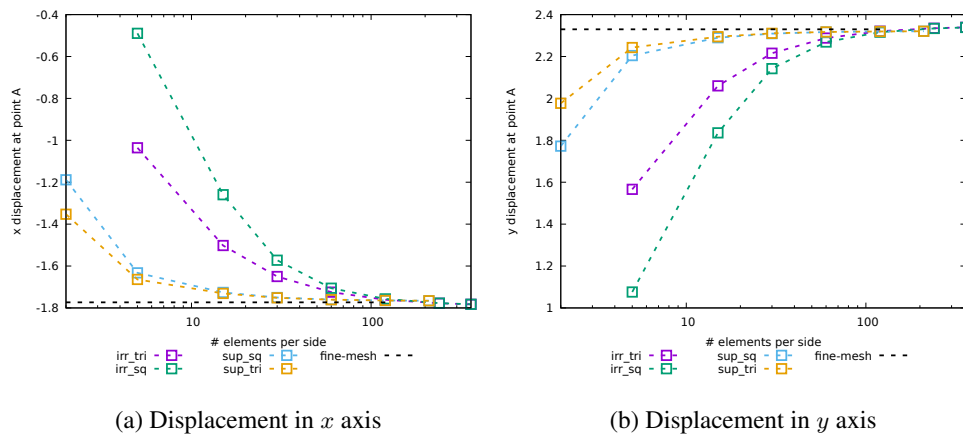 -0.4
-0.6
-0.8
-1
-1.2
-1.4
-1.6
-1.8
x displacement at point A
10
100
# elements per side
irr_tri
irr_sq
sup_sq
sup_tri
fine-mesh
(a) Displacement in x axis
2.4
2.2
2
1.8
1.6
1.4
1.2
1
y displacement at point A
10
100
# elements per side
irr_tri
irr_sq
sup_sq
sup_tri
fine-mesh
(b) Displacement in y axis